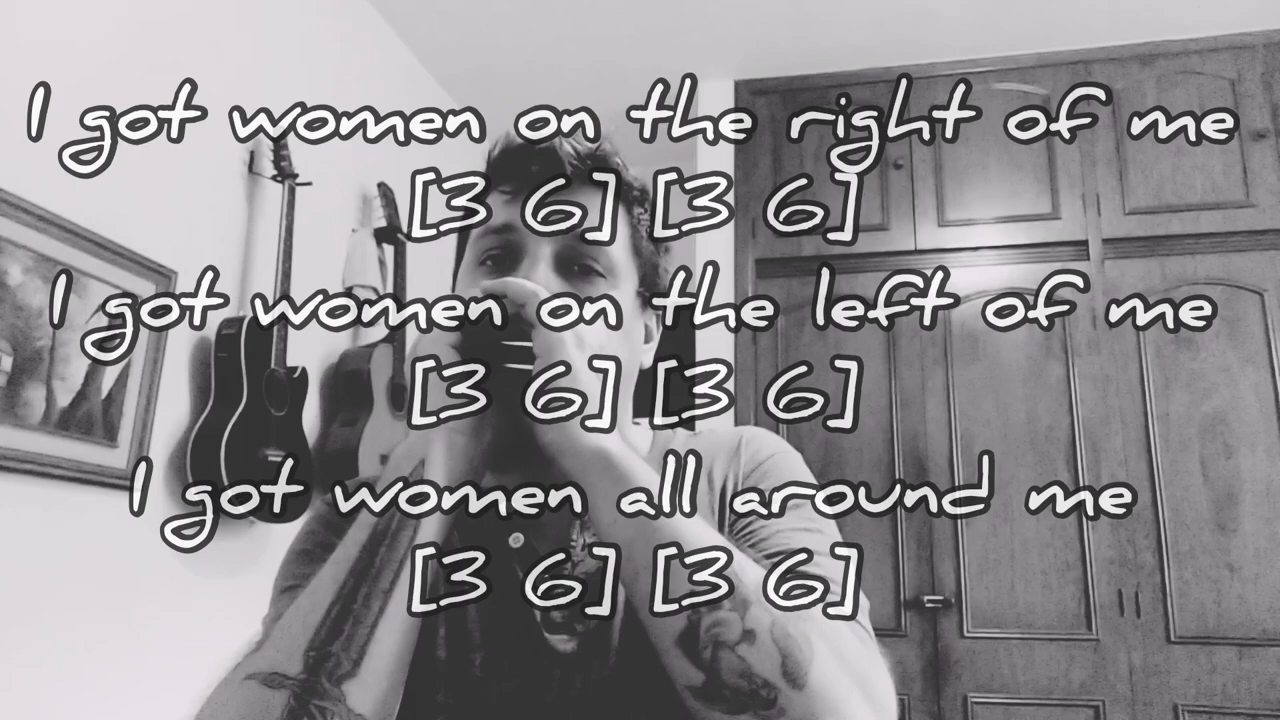 I got women on the right of me
[3 6] [3 6]
I got women on the left of me
[3 6] [3 6]
I got women all around me
[3 6] [3 6]